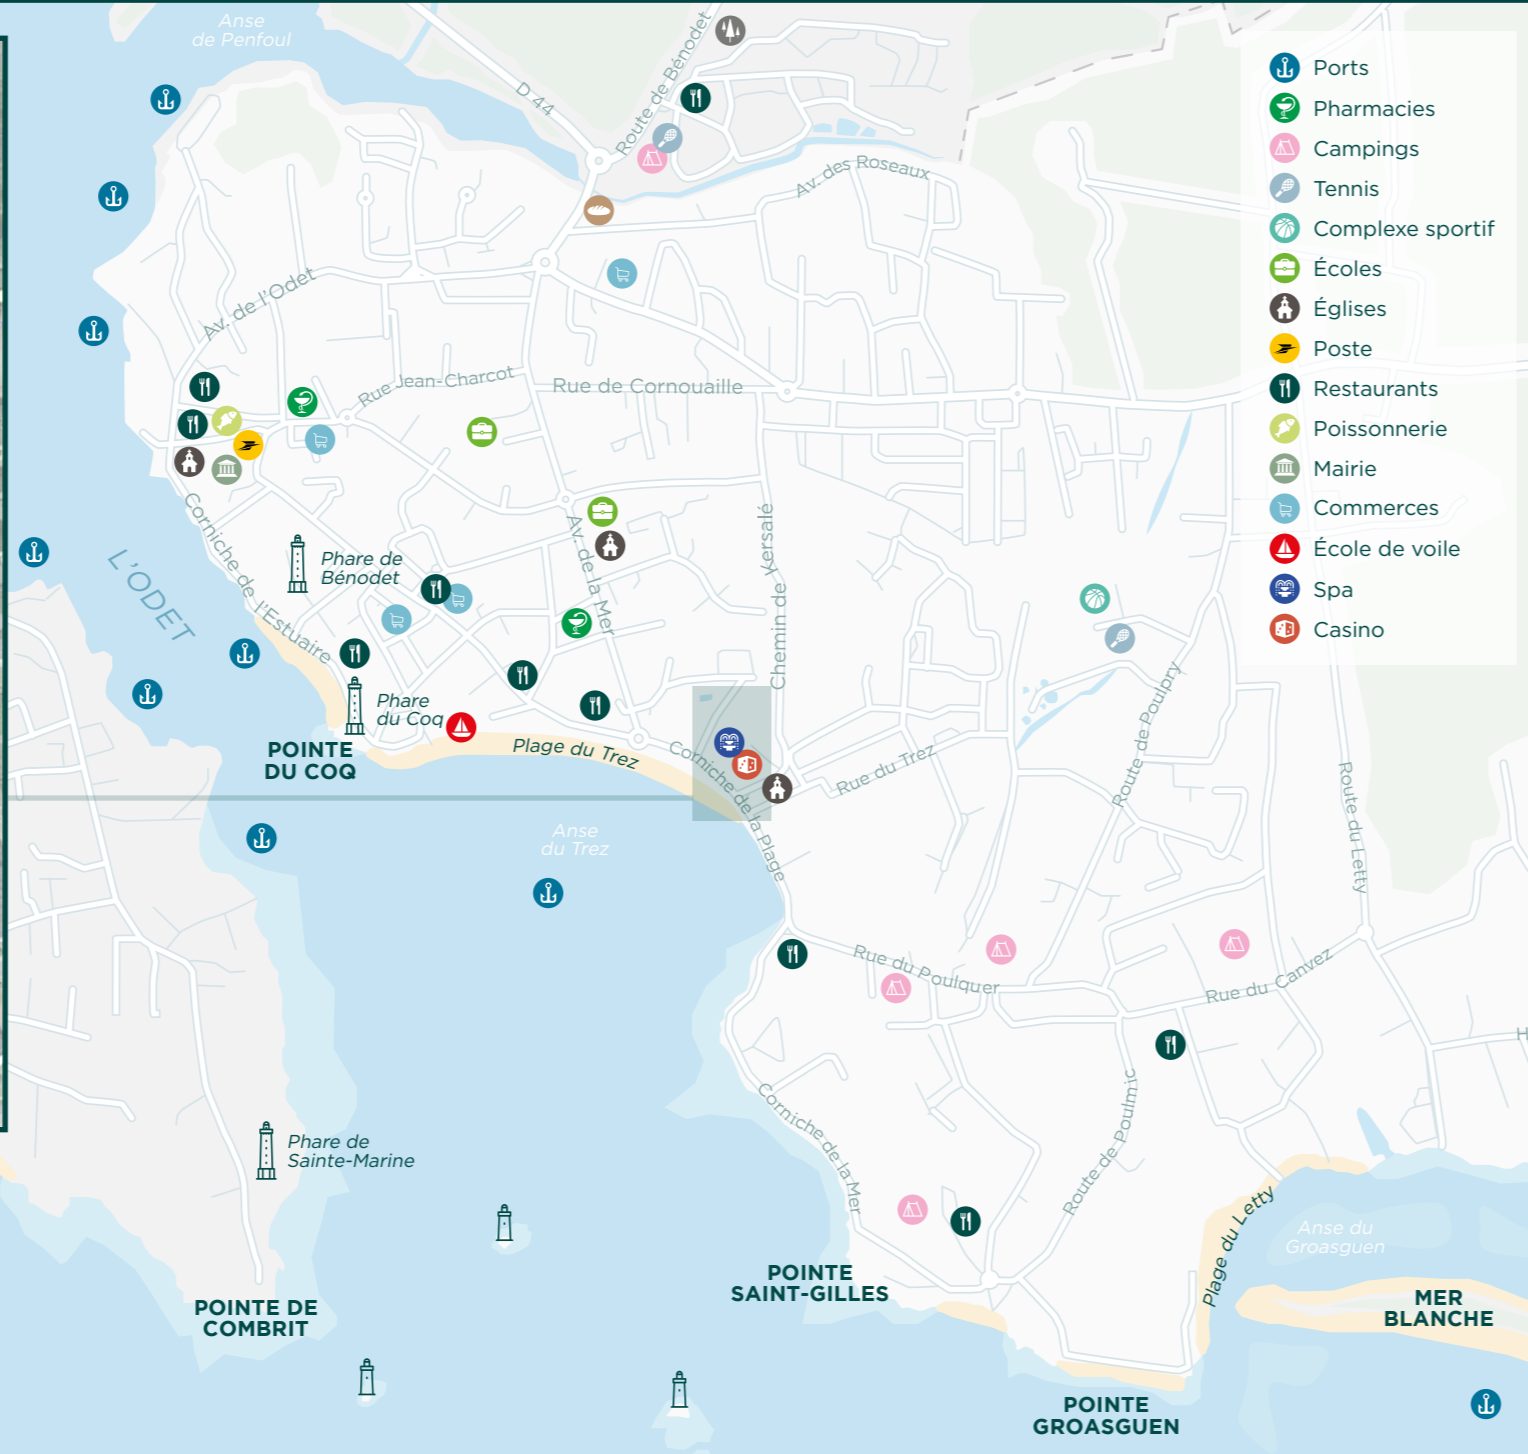 Anse
de Penfoul
D 44
Route de Bénodet
Av. des Roseaux
Av. de l'Odet
Rue Jean-Charcot
Rue de Cornouaille
Corniche de l'Estuaire
L'ODET
Phare de
Bénodet
Av. de la Mer
Chemin de Kersalé
Phare
du Coq
POINTE
DU COQ
Plage du Trez
Corniche de la Plage
Rue du Trez
Route de Poulpry
Route du Letty
Anse
du Trez
Rue du Poulquer
Rue du Canvez
Corniche de la Mer
Route de Poulmic
Phare de
Sainte-Marine
POINTE DE
COMBRIT
POINTE
SAINT-GILLES
Plage du Letty
Anse du
Groasguen
MER
BLANCHE
POINTE
GROASGUEN
Ports
Pharmacies
Campings
Tennis
Complexe sportif
Écoles
Églises
Poste
Restaurants
Poissonnerie
Mairie
Commerces
École de voile
Spa
Casino